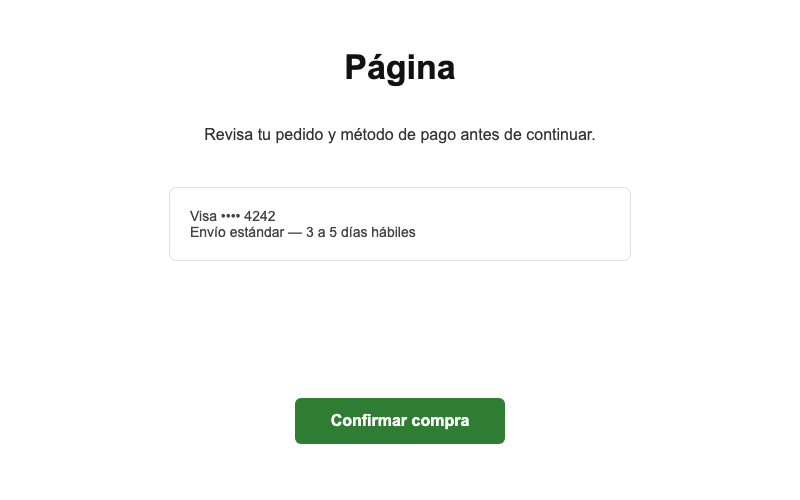 Página
Revisa tu pedido y método de pago antes de continuar.
Visa •••• 4242
Envío estándar — 3 a 5 días hábiles
Confirmar compra